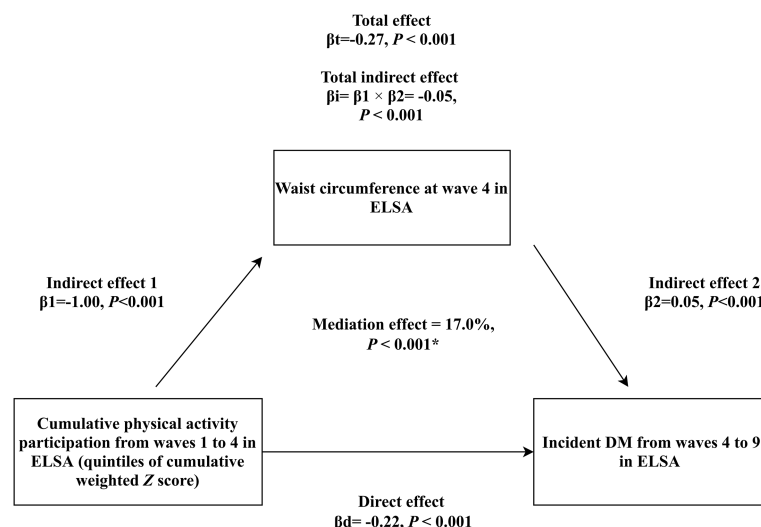 Total effect
βt=-0.27, P < 0.001
Total indirect effect
βi= β1 × β2= -0.05,
P < 0.001
Waist circumference at wave 4 in
ELSA
Indirect effect 1
β1=-1.00, P<0.001
Indirect effect 2
β2=0.05, P<0.001
Mediation effect = 17.0%,
P < 0.001*
Cumulative physical activity
participation from waves 1 to 4 in
ELSA (quintiles of cumulative
weighted Z score)
Incident DM from waves 4 to 9
in ELSA
Direct effect
βd= -0.22, P < 0.001